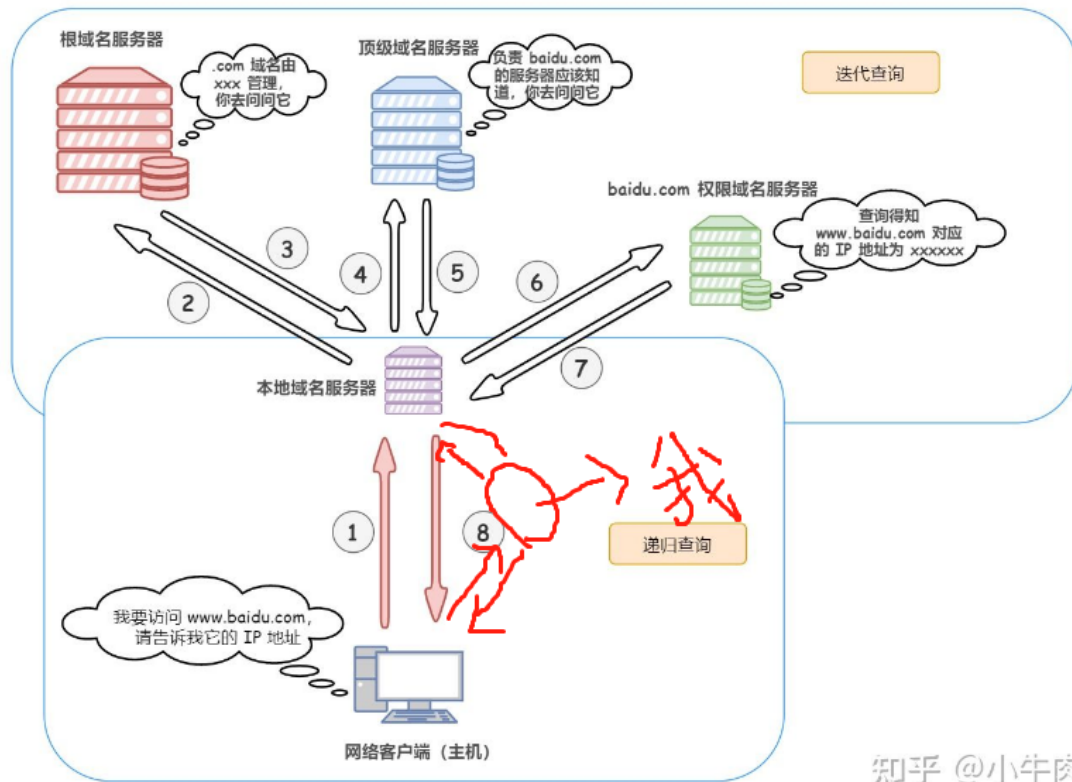 根域名服务器
顶级域名服务器
.com 域名由
xxx 管理,
你去问问它
负责 baidu.com
的服务器应该知
道，你去问问它
迭代查询
baidu.com 权限域名服务器
查询得知
www.baidu.com 对应
的 IP 地址为 xxxxxx
3
4
5
6
2
7
本地域名服务器
1
8
我
递归查询
我要访问 www.baidu.com,
请告诉我它的 IP 地址
网络客户端（主机）
知乎 @小牛肉